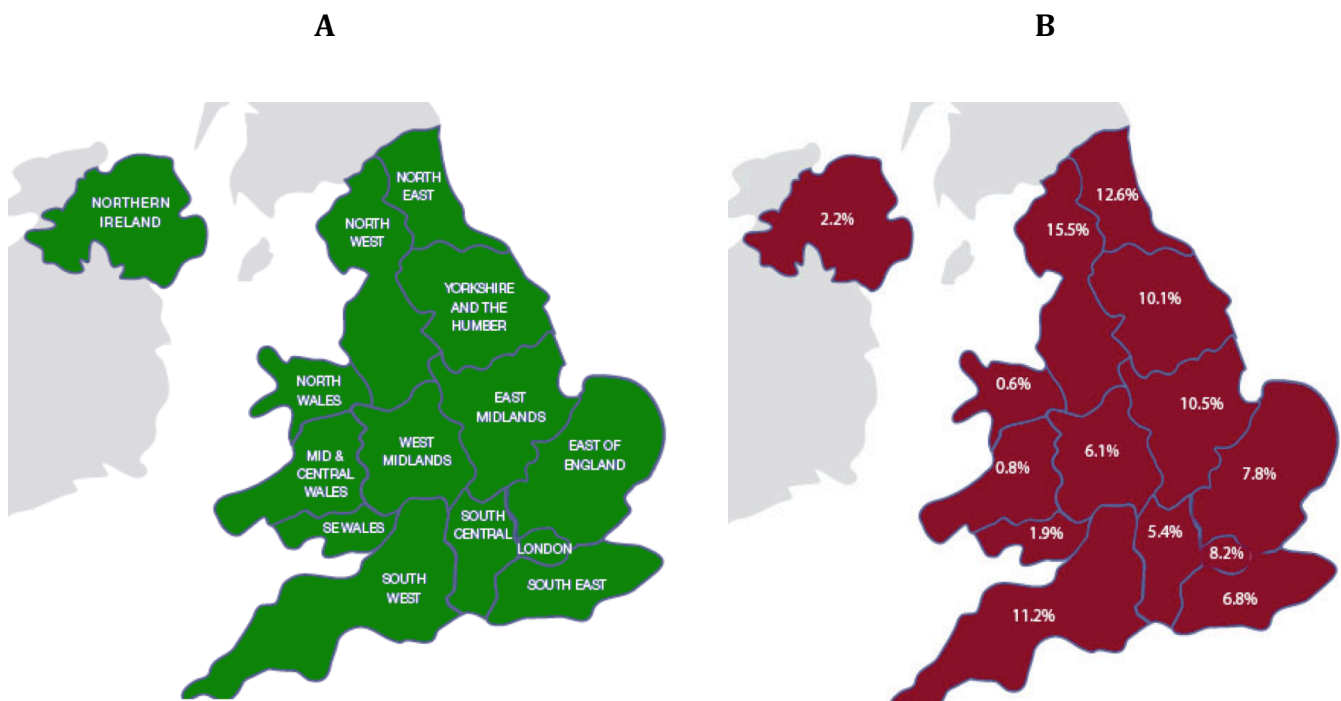 A
B
NORTHERN
IRELAND
NORTH
EAST
NORTH
WEST
YORKSHIRE
AND THE
HUMBER
NORTH
WALES
EAST
MIDLANDS
WEST
MIDLANDS
EAST OF
ENGLAND
MID &
CENTRAL
WALES
SE WALES
SOUTH
CENTRAL
LONDON
SOUTH EAST
SOUTH
WEST
2.2%
12.6%
15.5%
10.1%
0.6%
10.5%
6.1%
7.8%
0.8%
1.9%
5.4%
8.2%
6.8%
11.2%